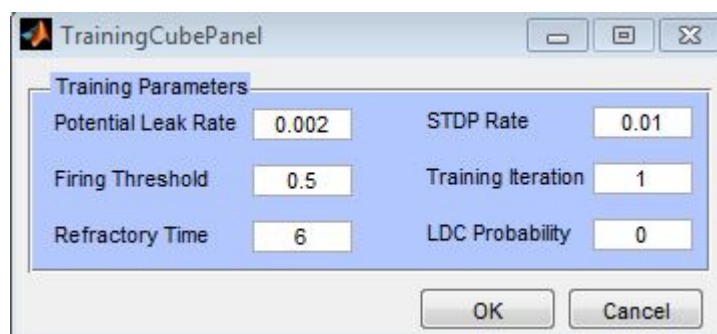 TrainingCubePanel
Training Parameters
Potential Leak Rate 0.002 STDP Rate 0.01
Firing Threshold 0.5 Training Iteration 1
Refractory Time 6 LDC Probability 0
OK Cancel